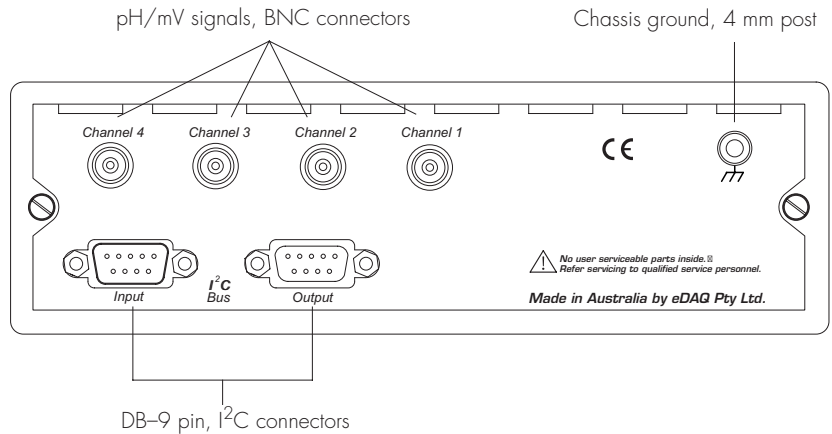 pH/mV signals, BNC connectors
Chassis ground, 4 mm post
Channel 4
Channel 3
Channel 2
Channel 1
CE
No user serviceable parts inside.
Refer servicing to qualified service personnel.
Input
I²C
Bus
Output
Made in Australia by eDAQ Pty Ltd.
DB–9 pin, I²C connectors